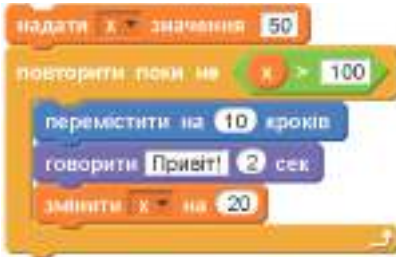 надати x значення 50
повторити поки не x > 100
перемістити на 10 кроків
говорити Привіт! 2 сек
змінити x на 20